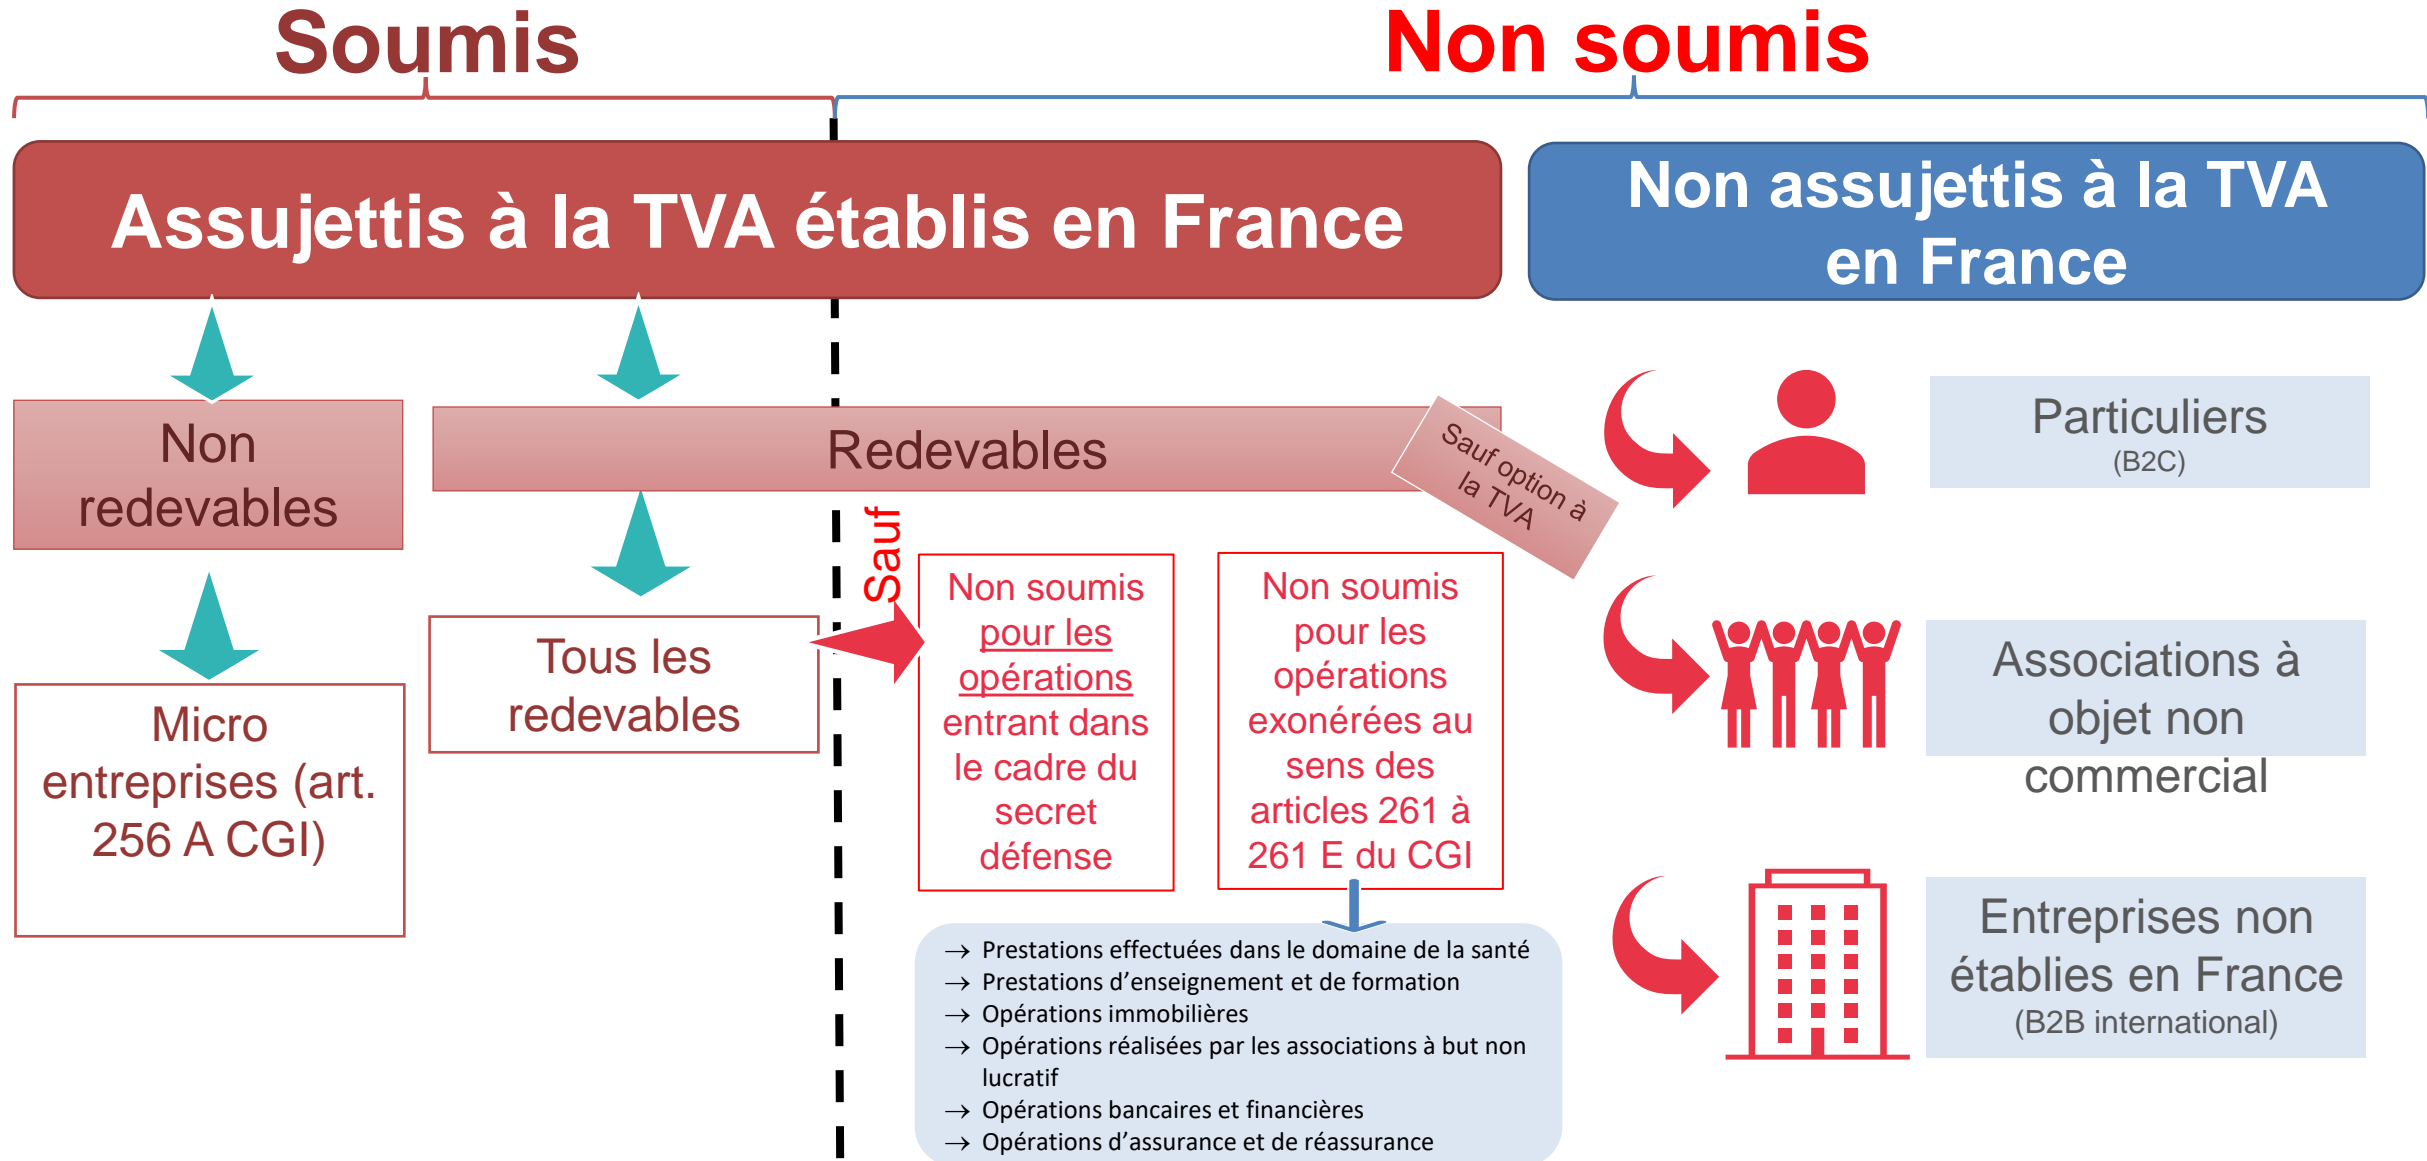 Soumis
Non soumis
Assujettis à la TVA établis en France
Non assujettis à la TVA
en France
Non
redevables
Redevables
Sauf option à
la TVA
Micro
entreprises (art.
256 A CGI)
Tous les
redevables
Sauf
Non soumis
pour les
opérations
entrant dans
le cadre du
secret
défense
Non soumis
pour les
opérations
exonérées au
sens des
articles 261 à
261 E du CGI
→ Prestations effectuées dans le domaine de la santé
→ Prestations d'enseignement et de formation
→ Opérations immobilières
→ Opérations réalisées par les associations à but non
lucratif
→ Opérations bancaires et financières
→ Opérations d'assurance et de réassurance
Particuliers
(B2C)
Associations à
objet non
commercial
Entreprises non
établies en France
(B2B international)